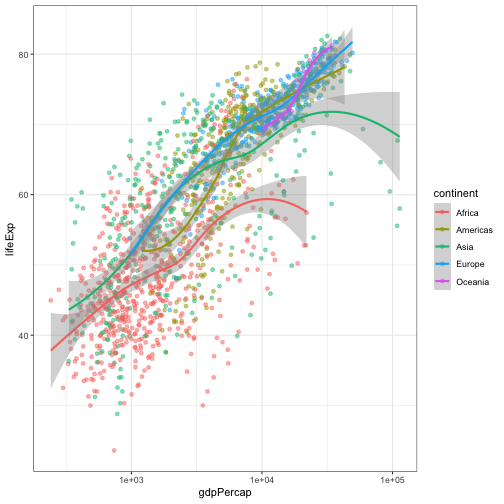 80
60
40
lifeExp
1e+03
1e+04
1e+05
gdpPercap
continent
Africa
Americas
Asia
Europe
Oceania